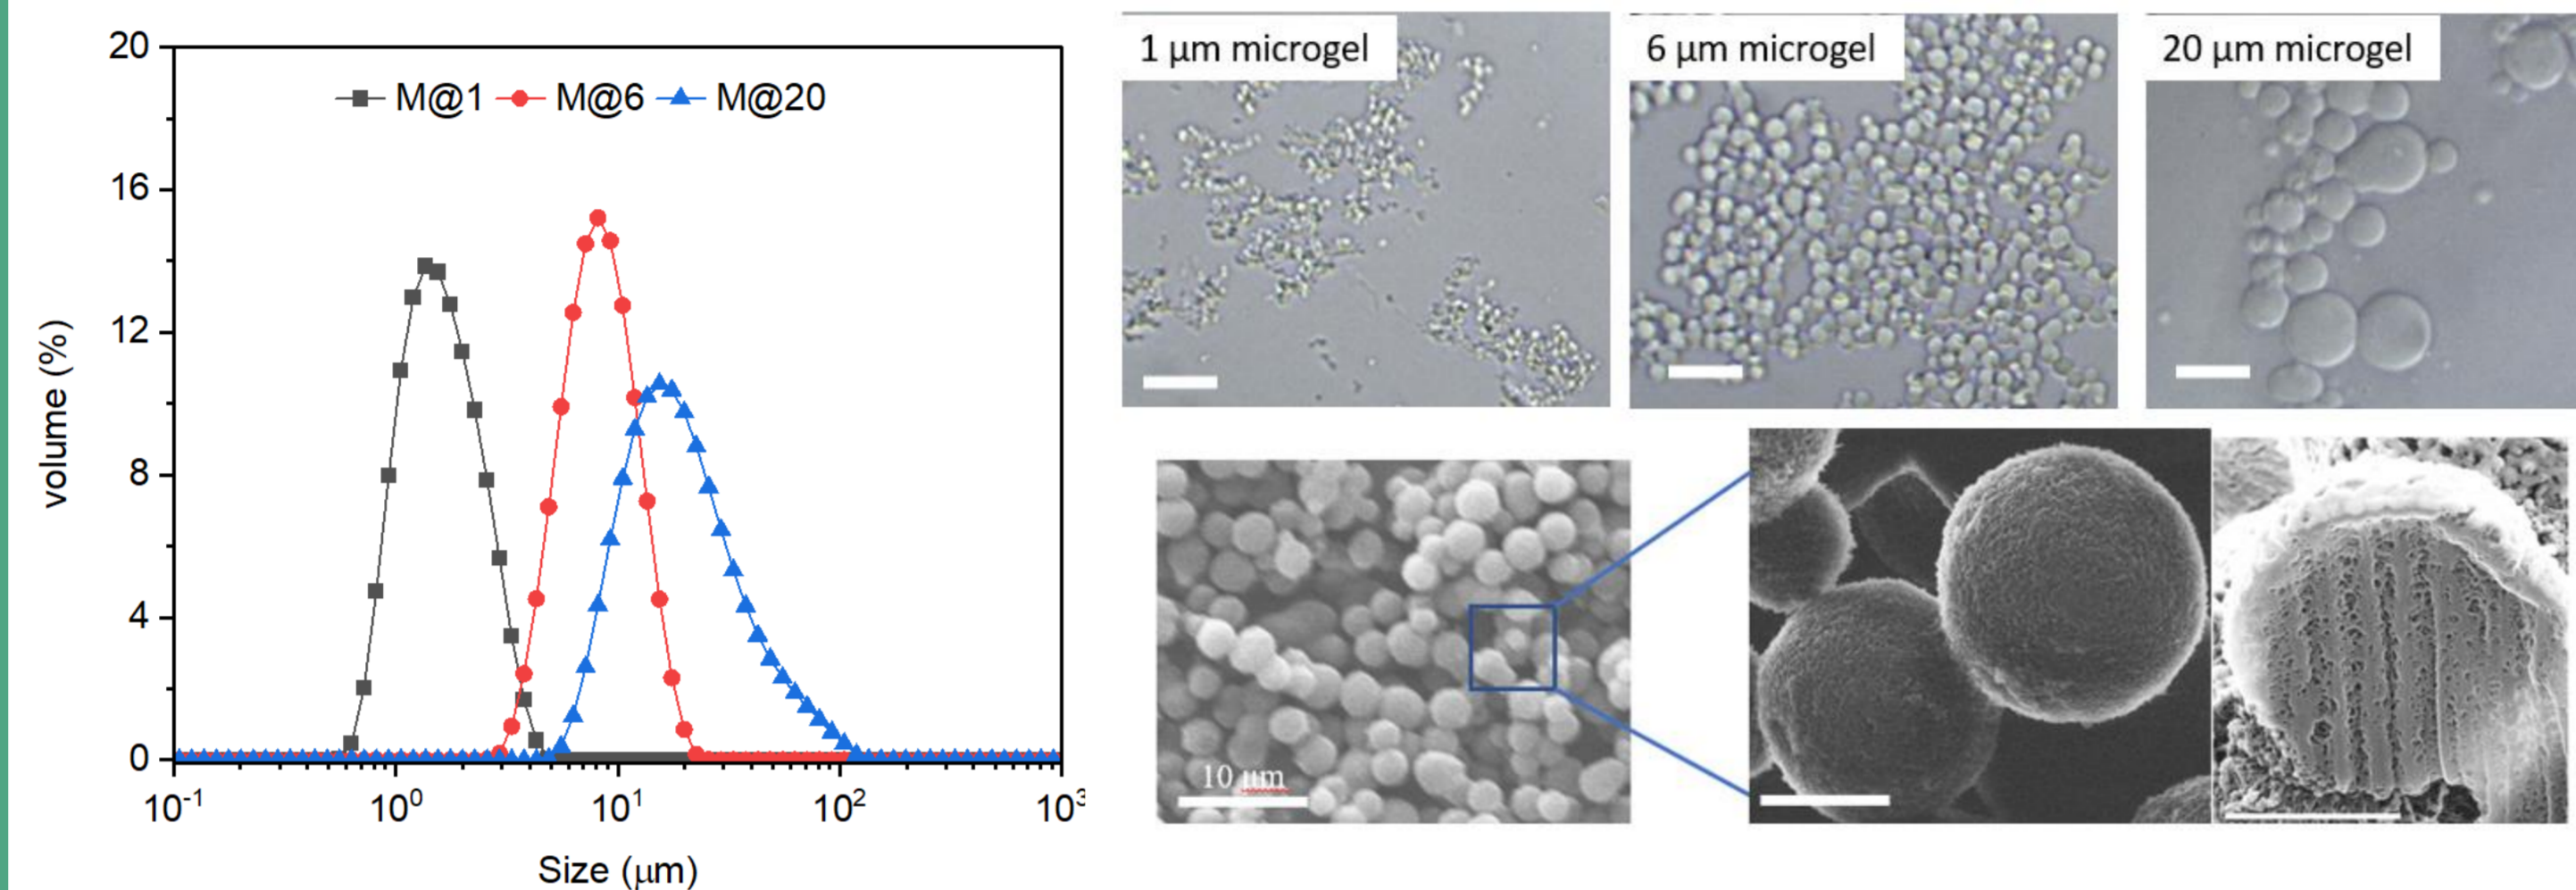 20
16
12
8
4
0
volume (%)
M@1 M@6 M@20
10-1 100 101 102 103
Size (μm)
1 μm microgel
6 μm microgel
20 μm microgel
10 μm